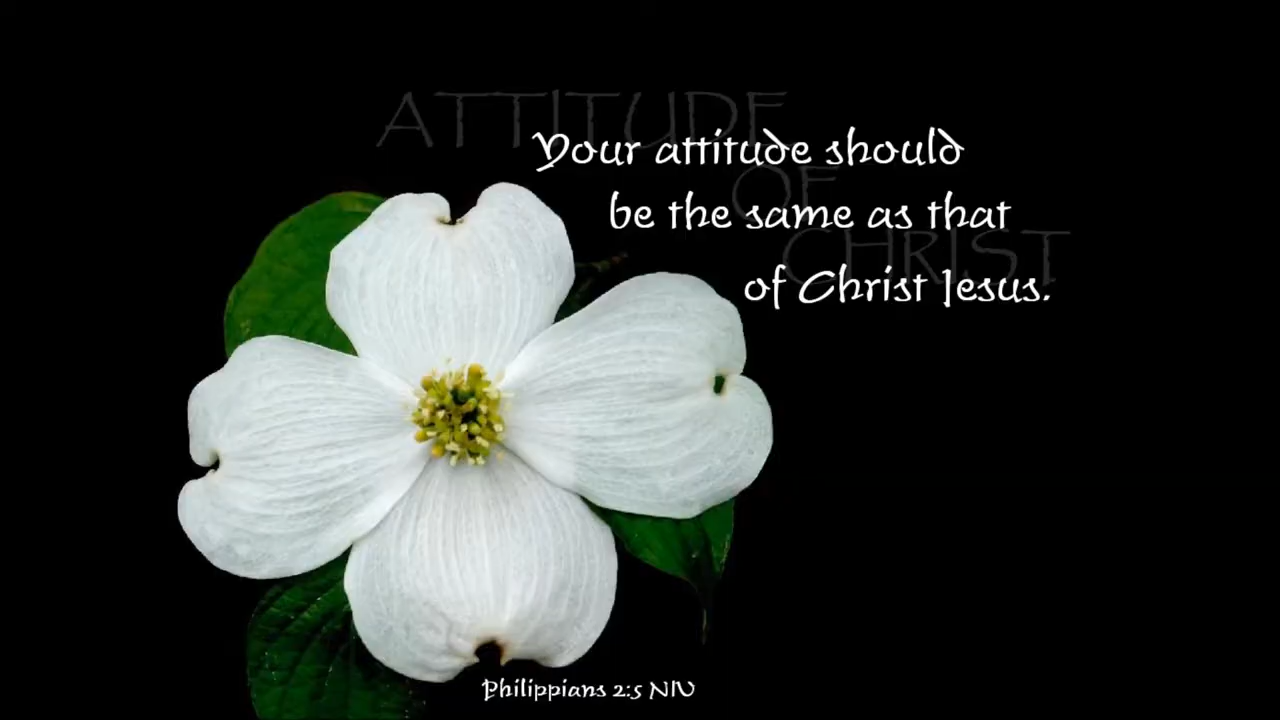 ATTITUDE
OF
CHRIST
Your attitude should
be the same as that
of Christ Jesus.
Philippians 2:5 NIV